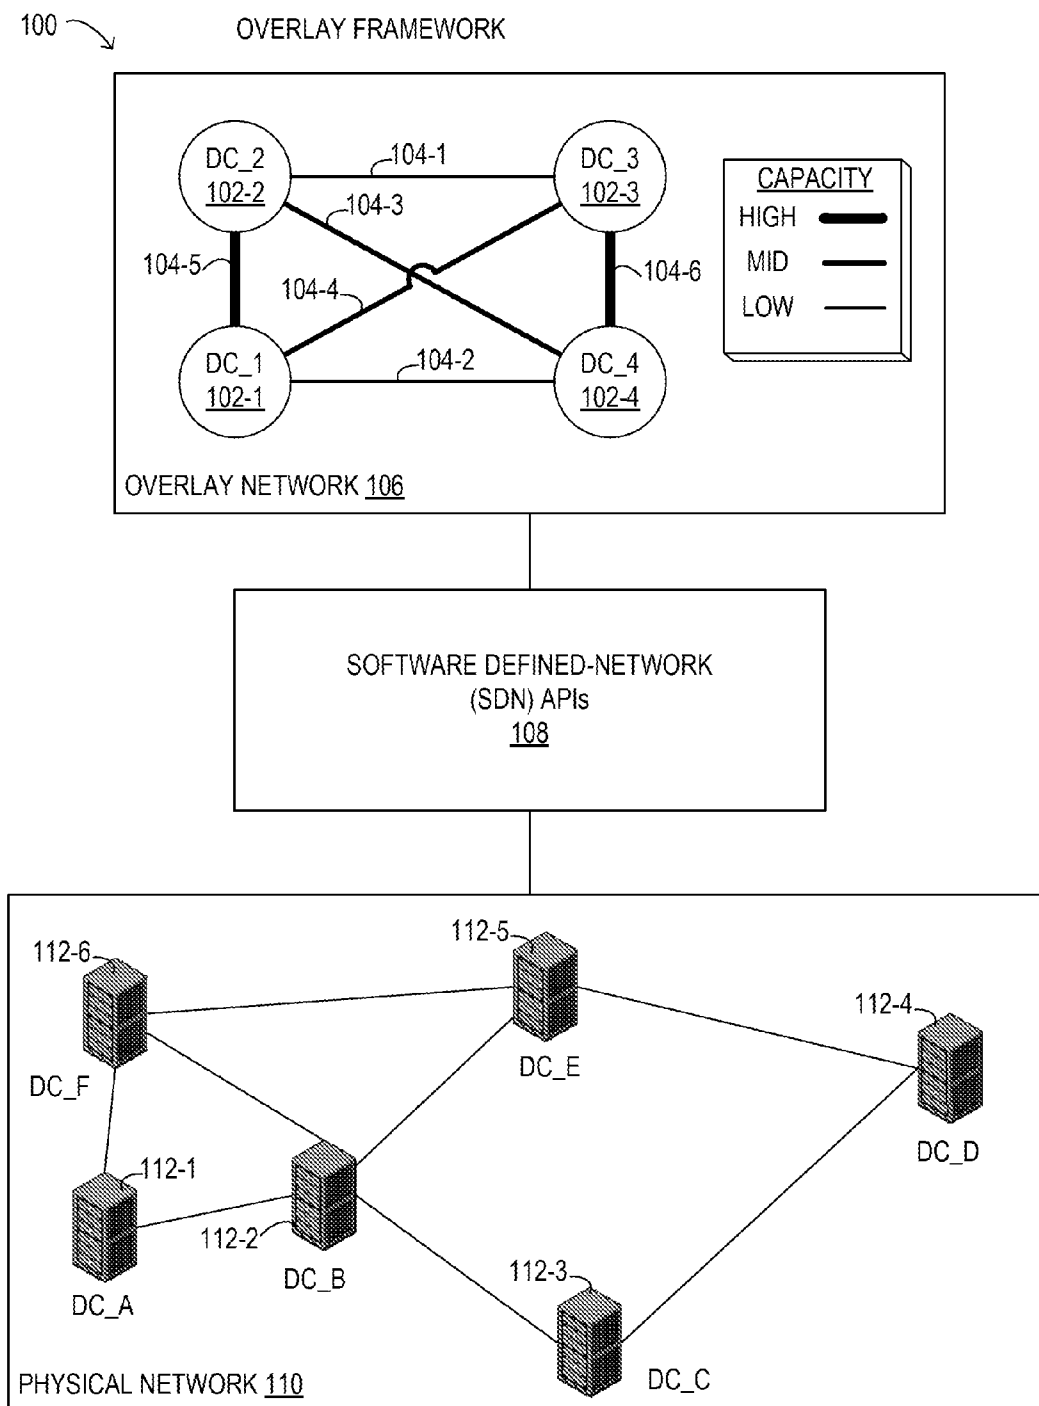 100
OVERLAY FRAMEWORK
DC_2
102-2
104-1
DC_3
102-3
CAPACITY
HIGH
MID
LOW
104-3
104-5
104-4
104-6
DC_1
102-1
104-2
DC_4
102-4
OVERLAY NETWORK 106
SOFTWARE DEFINED-NETWORK
(SDN) APIs
108
112-6
112-5
112-4
DC_F
DC_E
DC_D
112-1
112-2
DC_A
DC_B
112-3
DC_C
PHYSICAL NETWORK 110